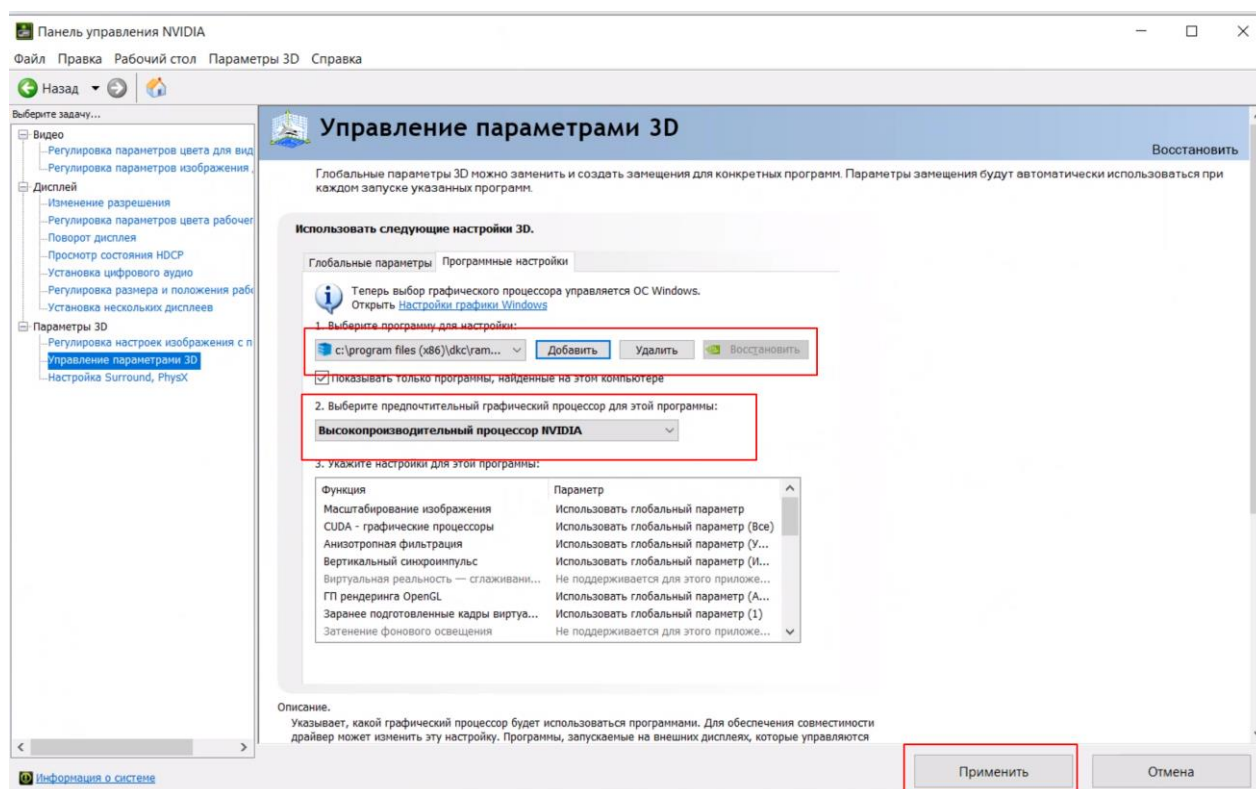 Панель управления NVIDIA
Файл Правка Рабочий стол Параметры 3D Справка
Назад
Выберите задачу...
Видео
Регулировка параметров цвета для вид
Регулировка параметров изображения
Дисплей
Изменение разрешения
Регулировка параметров цвета рабочег
Поворот дисплея
Просмотр состояния HDCP
Установка цифрового аудио
Регулировка размера и положения рабо
Установка нескольких дисплеев
Параметры 3D
Регулировка настроек изображения с п
Управление параметрами 3D
Настройка Surround, PhysX
Управление параметрами 3D
Восстановить
Глобальные параметры 3D можно заменить и создать замещения для конкретных программ. Параметры замещения будут автоматически использоваться при
каждом запуске указанных программ.
Использовать следующие настройки 3D.
Глобальные параметры Программные настройки
Теперь выбор графического процессора управляется ОС Windows.
Открыть Настройки графики Windows
1. Выберите программу для настройки:
c:\program files (x86)\dkc\ram... Добавить Удалить Восстановить
Показывать только программы, найденные на этом компьютере
2. Выберите предпочтительный графический процессор для этой программы:
Высокопроизводительный процессор NVIDIA
3. Укажите настройки для этой программы:
Функция Параметр
Масштабирование изображения Использовать глобальный параметр
CUDA - графические процессоры Использовать глобальный параметр (Все)
Анизотропная фильтрация Использовать глобальный параметр (У...
Вертикальный синхроимпульс Использовать глобальный параметр (И...
Виртуальная реальность — сглаживани... Не поддерживается для этого приложе...
ГП рендеринга OpenGL Использовать глобальный параметр (А...
Заранее подготовленные кадры виртуа... Использовать глобальный параметр (1)
Затенение фонового освещения Не поддерживается для этого приложе...
Описание.
Указывает, какой графический процессор будет использоваться программами. Для обеспечения совместимости
драйвер может изменить эту настройку. Программы, запускаемые на внешних дисплеях, которые управляются
Информация о системе
Применить Отмена